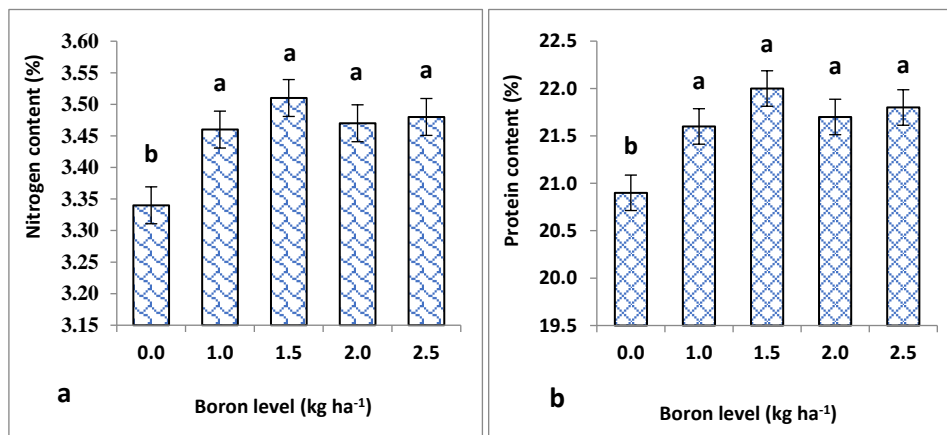 Nitrogen content (%)
3.60
3.55
3.50
3.45
3.40
3.35
3.30
3.25
3.20
3.15
b
a
a
a
a
0.0 1.0 1.5 2.0 2.5
a
Boron level (kg ha⁻¹)
Protein content (%)
22.5
22.0
21.5
21.0
20.5
20.0
19.5
b
a
a
a
a
0.0 1.0 1.5 2.0 2.5
b
Boron level (kg ha⁻¹)